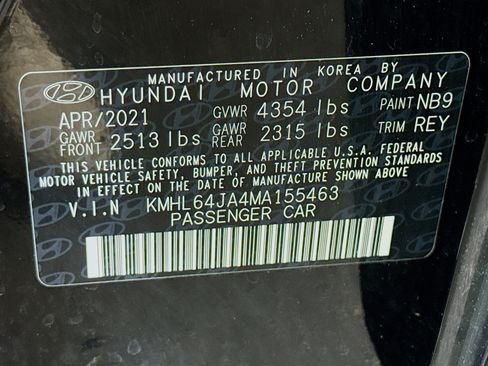 MANUFACTURED IN KOREA BY
HYUNDAI MOTOR COMPANY
APR/2021 GVWR 4354 lbs PAINT NB9
GAWR FRONT 2513 lbs GAWR REAR 2315 lbs TRIM REY
THIS VEHICLE CONFORMS TO ALL APPLICABLE U.S.A. FEDERAL
MOTOR VEHICLE SAFETY, BUMPER, AND THEFT PREVENTION
STANDARDS IN EFFECT ON THE DATE OF MANUFACTURE SHOWN ABOVE.
V.I.N KMHL64JA4MA155463
PASSENGER CAR